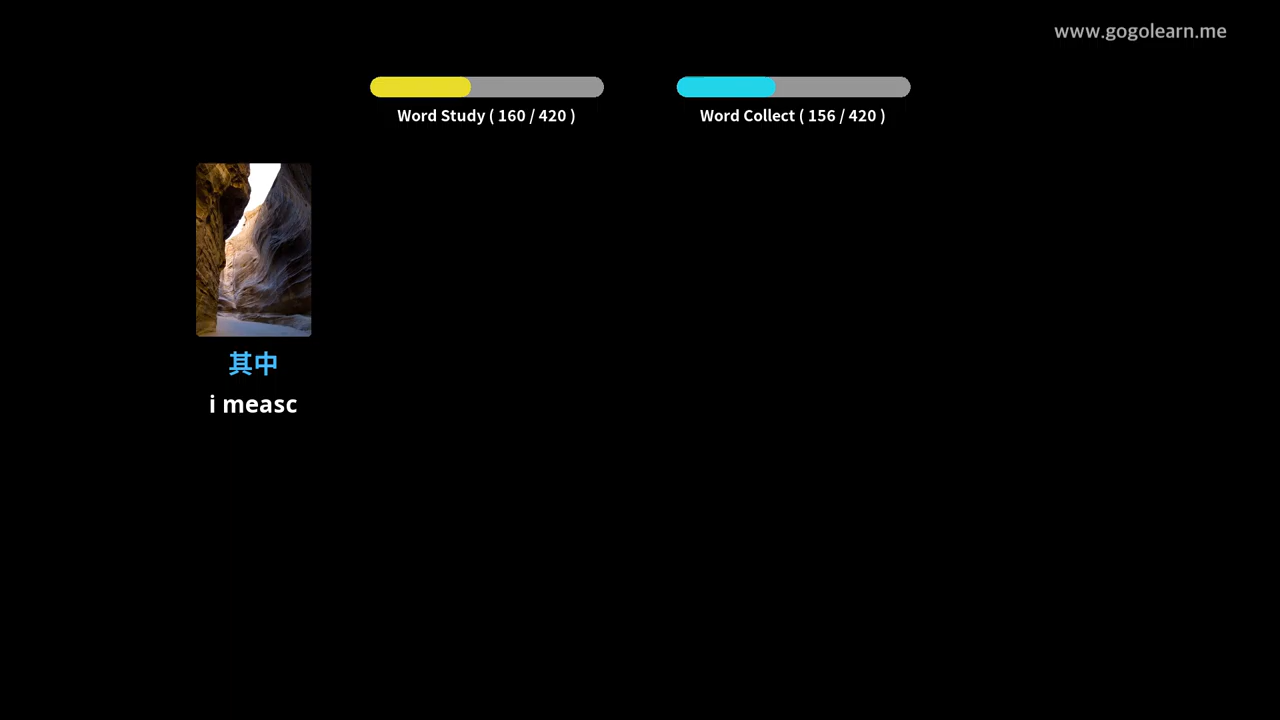 www.gogolearn.me
Word Study ( 160 / 420 )
Word Collect ( 156 / 420 )
其中
i measc